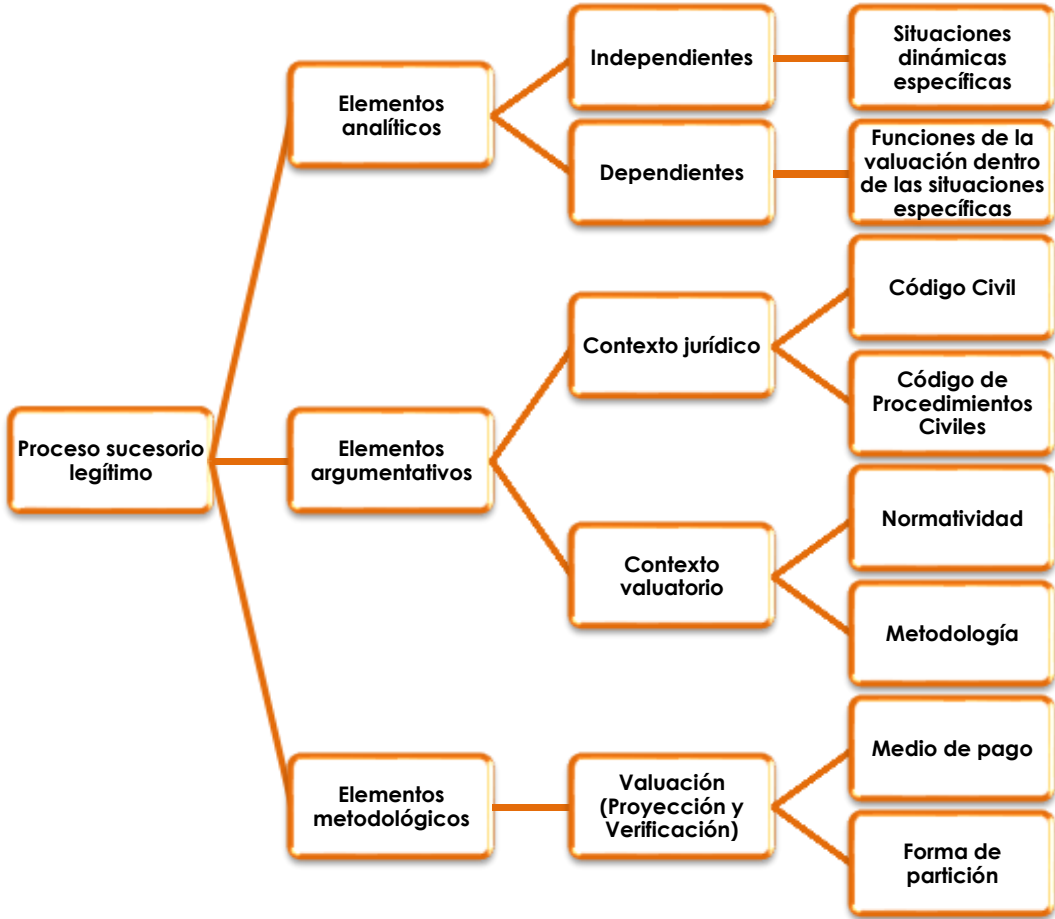 Proceso sucesorio
legítimo
Elementos
analíticos
Independientes
Situaciones
dinámicas
específicas
Dependientes
Funciones de la
valuación dentro
de las situaciones
específicas
Elementos
argumentativos
Contexto jurídico
Código Civil
Código de
Procedimientos
Civiles
Contexto
valuatorio
Normatividad
Metodología
Elementos
metodológicos
Valuación
(Proyección y
Verificación)
Medio de pago
Forma de
partición